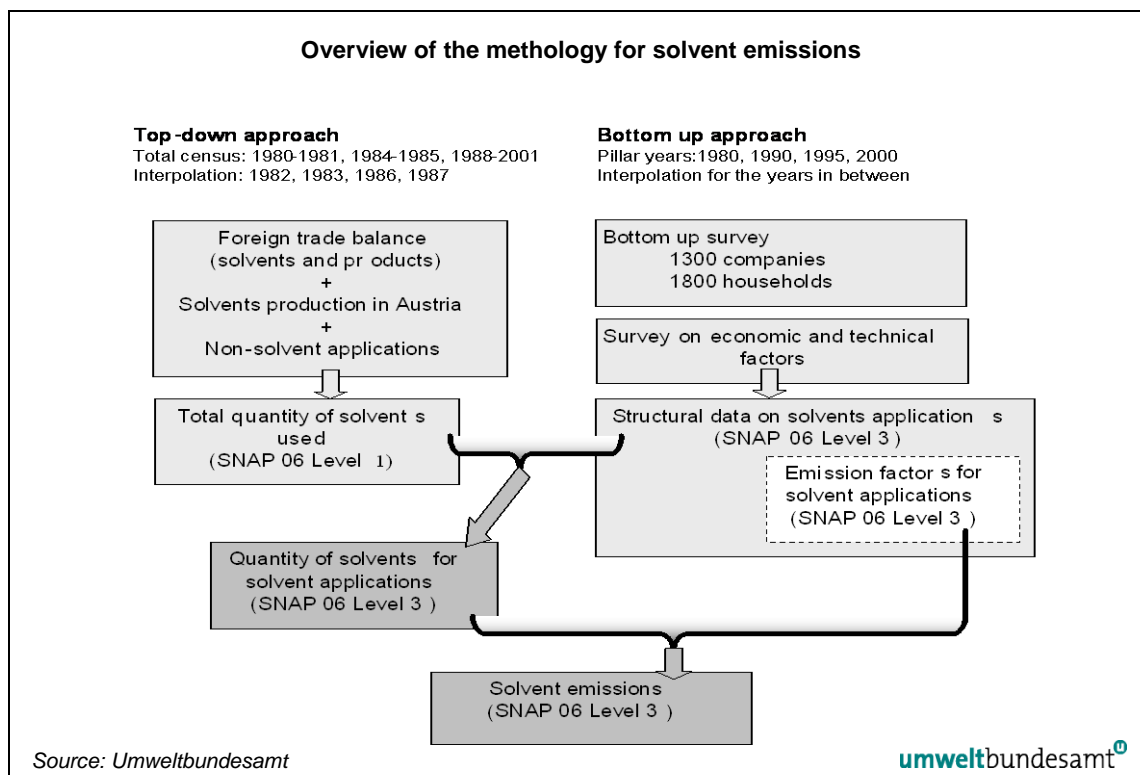 Overview of the methology for solvent emissions
Top-down approach
Total census: 1980-1981, 1984-1985, 1988-2001
Interpolation: 1982, 1983, 1986, 1987
Bottom up approach
Pillar years:1980, 1990, 1995, 2000
Interpolation for the years in between
Foreign trade balance
(solvents and pr oducts)
+
Solvents production in Austria
+
Non-solvent applications
Bottom up survey
1300 companies
1800 households
Survey on economic and technical
factors
Total quantity of solvent s
used
(SNAP 06 Level 1)
Structural data on solvents application s
(SNAP 06 Level 3 )
Emission factor s for
solvent applications
(SNAP 06 Level 3 )
Quantity of solvents for
solvent applications
(SNAP 06 Level 3 )
Solvent emissions
(SNAP 06 Level 3 )
Source: Umweltbundesamt
umweltbundesamt u